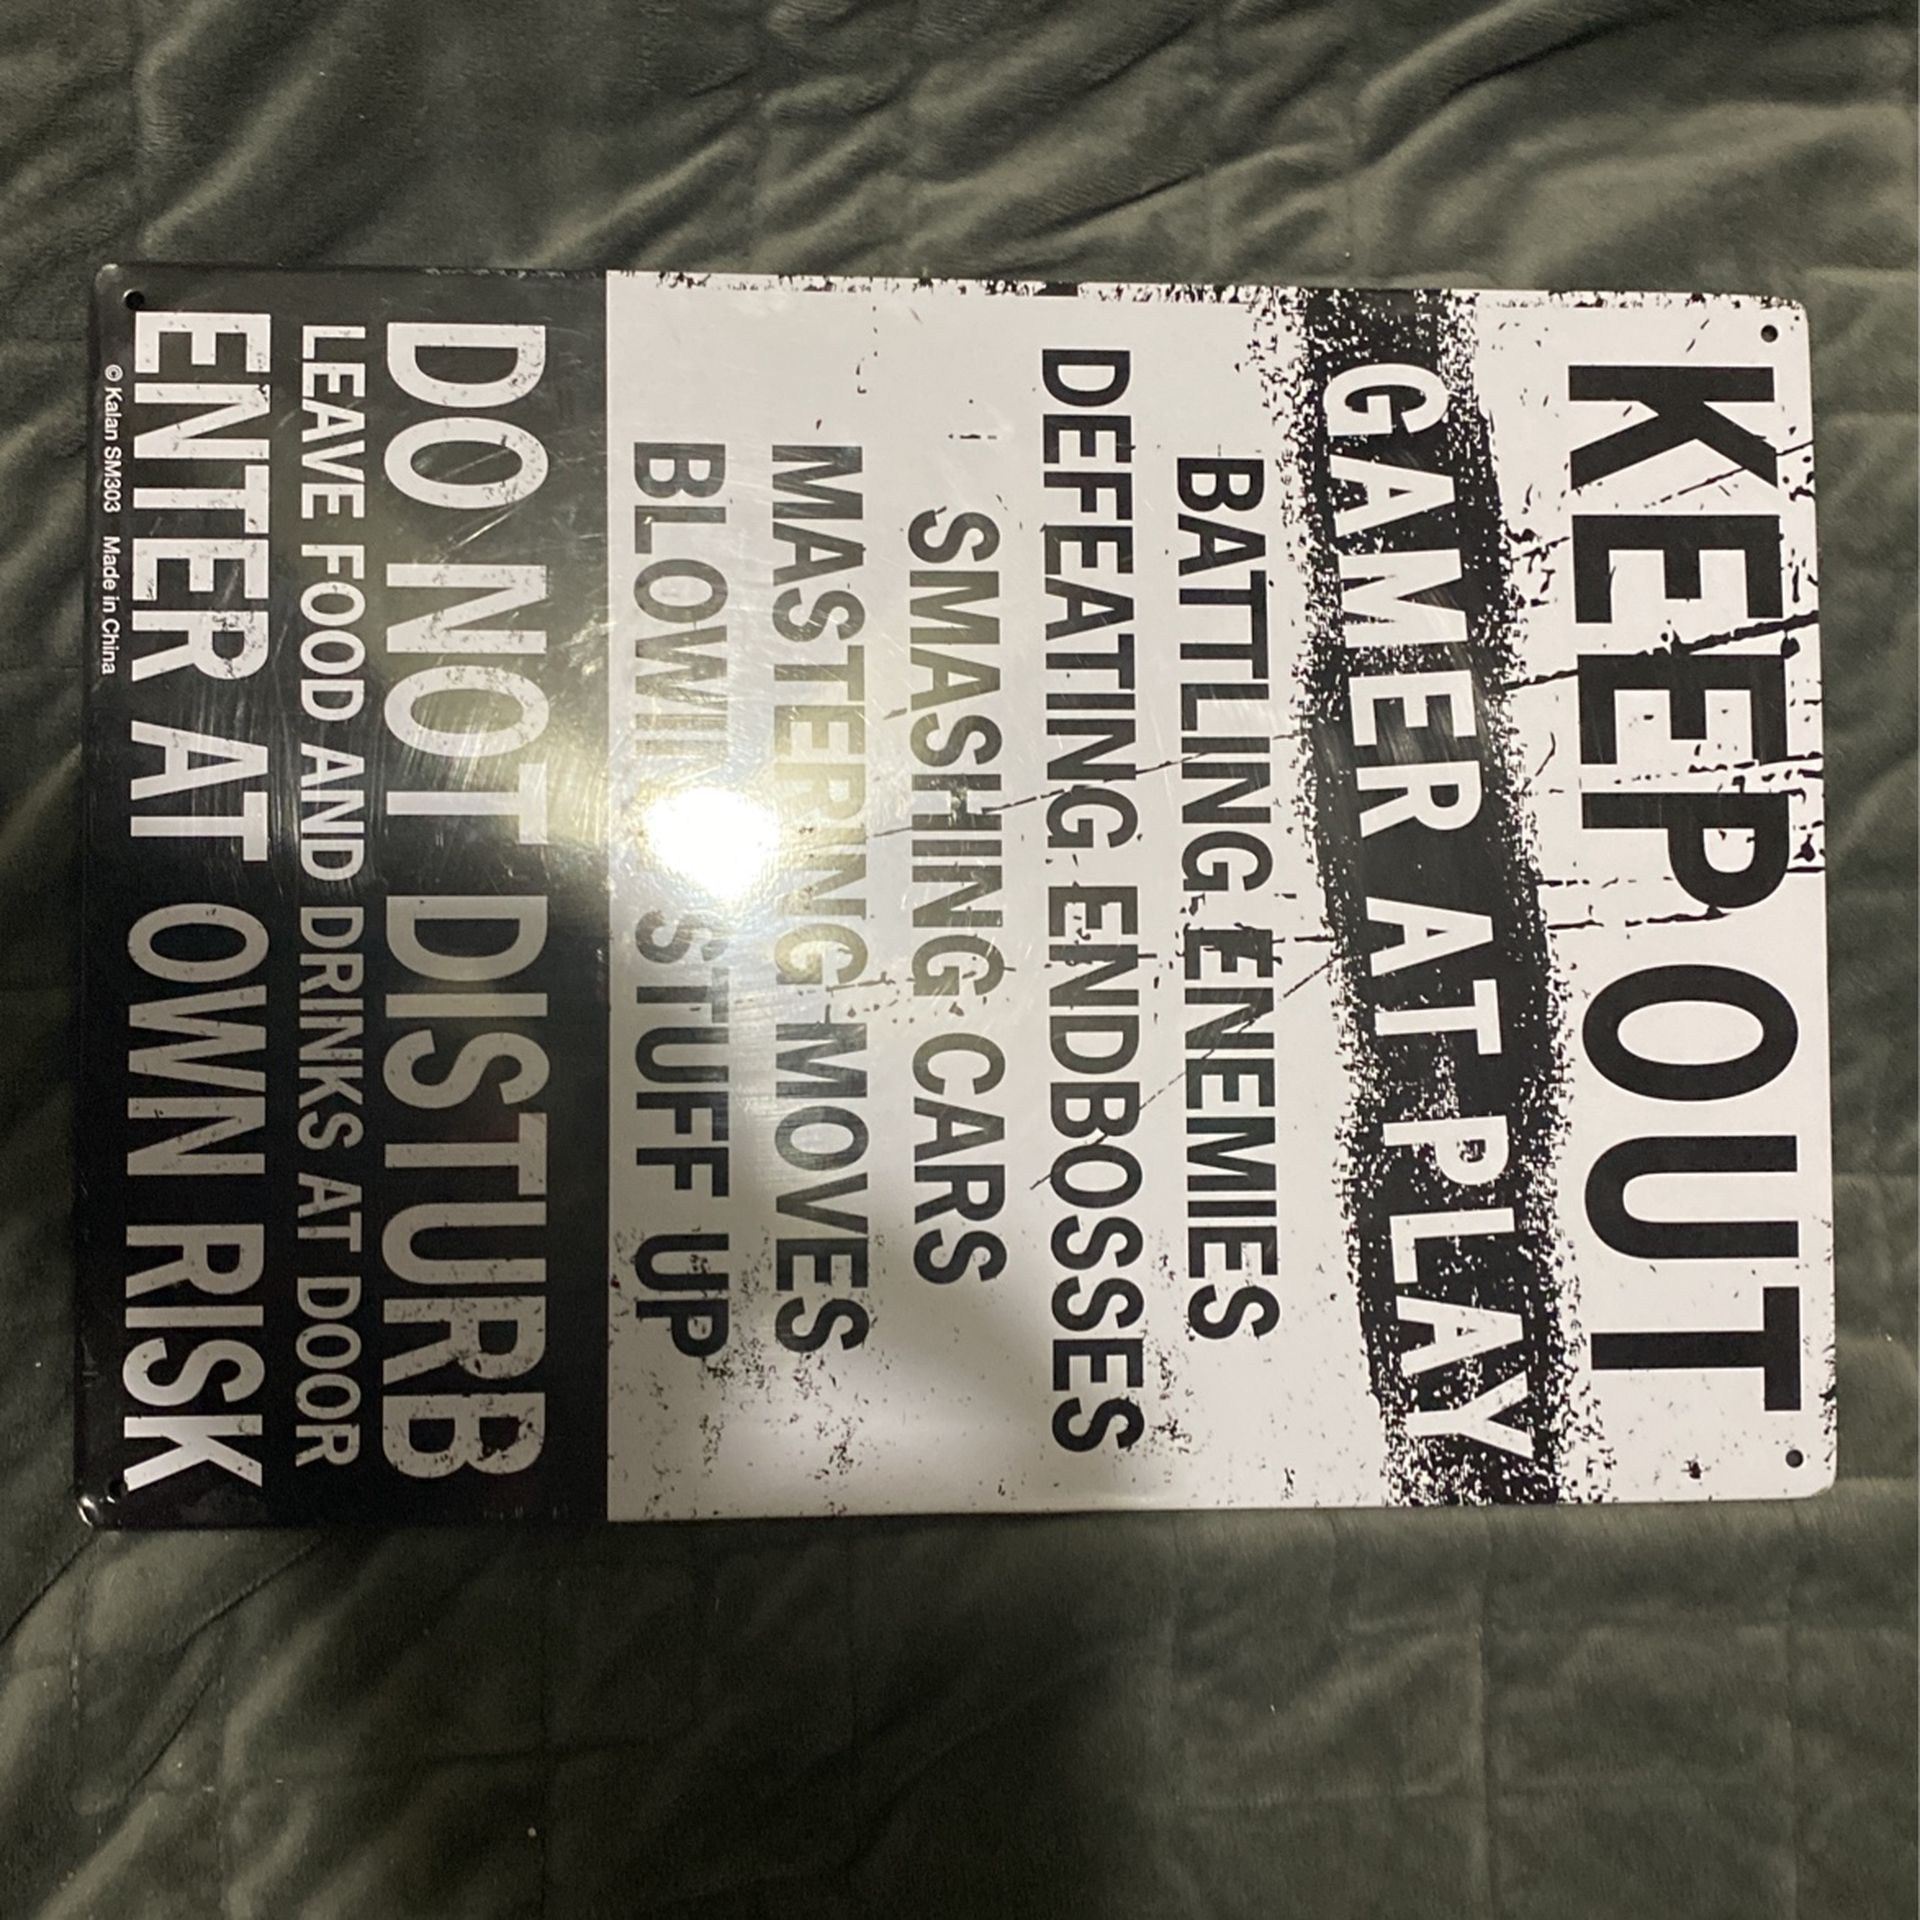 KEEP OUT
GAMER AT PLAY
BATTLING ENEMIES
DEFEATING ENDBOSSES
SMASHING CARS
MASTERING MOVES
BLOWING STUFF UP
DO NOT DISTURB
LEAVE FOOD AND DRINKS AT DOOR
ENTER AT OWN RISK
© Kalan SM303 Made in China